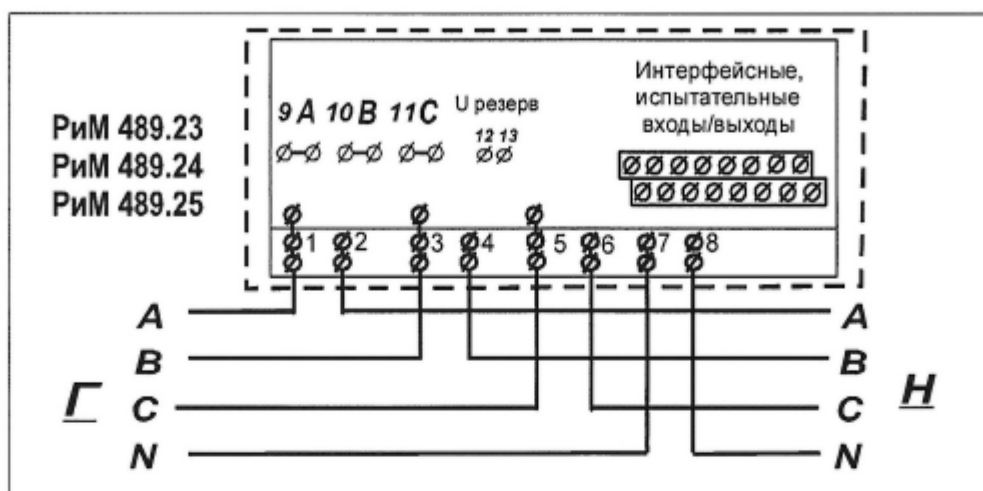 РиМ 489.23
РиМ 489.24
РиМ 489.25
9 A 10 B 11 C U резерв
12 13
Интерфейсные,
испытательные
входы/выходы
1 2 3 4 5 6 7 8
A A
B B
Г Н
C C
N N